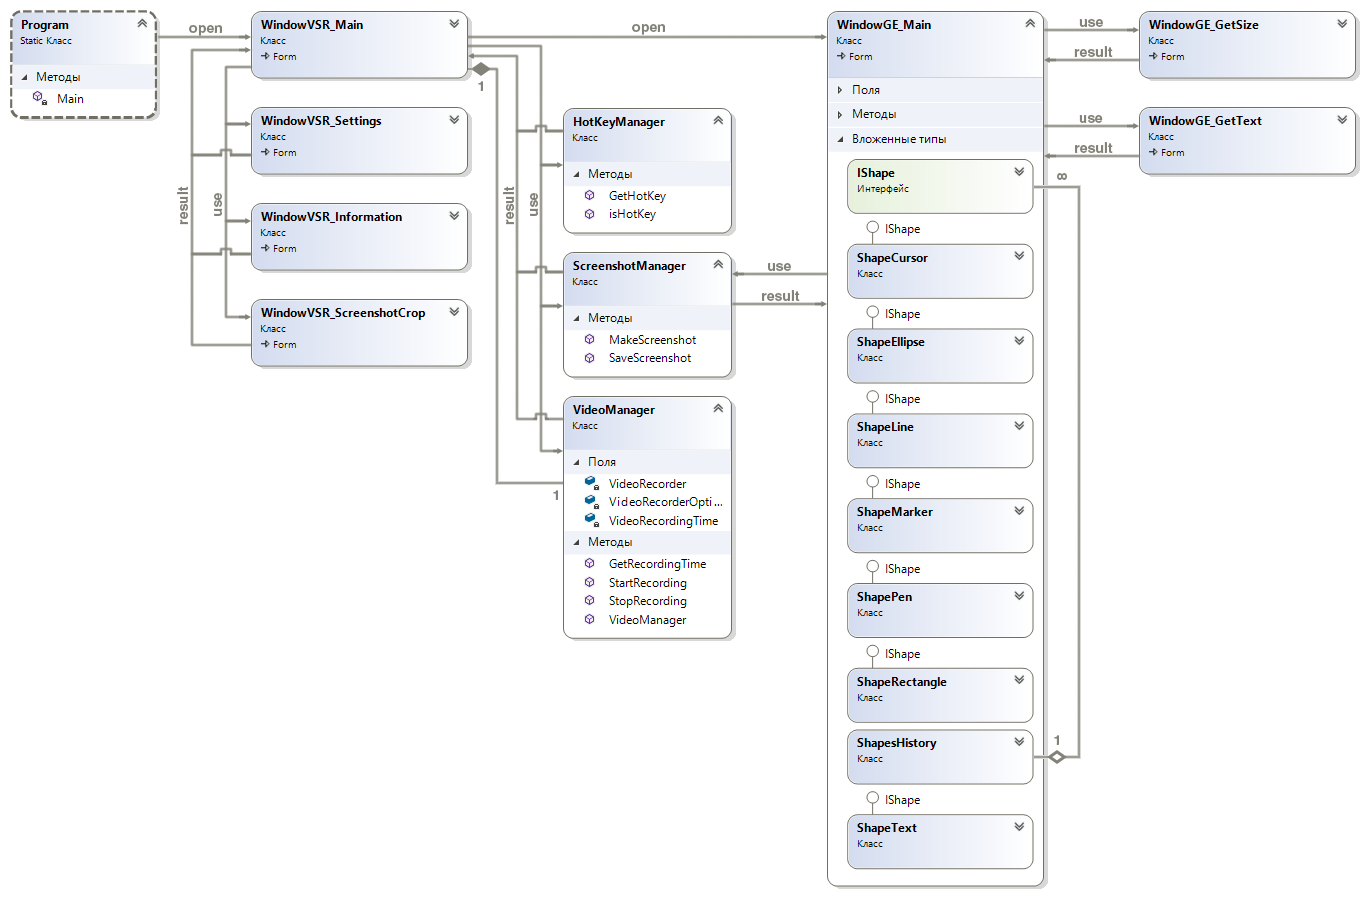 Program
Static Класс
Методы
Main
open
WindowVSR_Main
Класс
Form
1
open
WindowVSR_Settings
Класс
Form
WindowVSR_Information
Класс
Form
WindowVSR_ScreenshotCrop
Класс
Form
result
use
result
use
HotKeyManager
Класс
Методы
GetHotKey
isHotKey
ScreenshotManager
Класс
Методы
MakeScreenshot
SaveScreenshot
use
result
VideoManager
Класс
Поля
VideoRecorder
VideoRecorderOpti...
VideoRecordingTime
Методы
GetRecordingTime
StartRecording
StopRecording
VideoManager
1
WindowGE_Main
Класс
Form
Поля
Методы
Вложенные типы
IShape
Интерфейс
IShape
ShapeCursor
Класс
IShape
ShapeEllipse
Класс
IShape
ShapeLine
Класс
IShape
ShapeMarker
Класс
IShape
ShapePen
Класс
IShape
ShapeRectangle
Класс
ShapesHistory
Класс
IShape
ShapeText
Класс
∞
1
use
result
WindowGE_GetSize
Класс
Form
use
result
WindowGE_GetText
Класс
Form